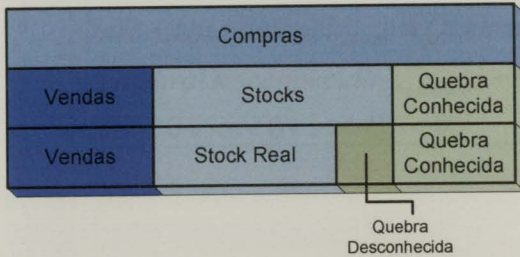 Compras
Vendas
Stocks
Quebra
Conhecida
Vendas
Stock Real
Quebra
Conhecida
Quebra
Desconhecida